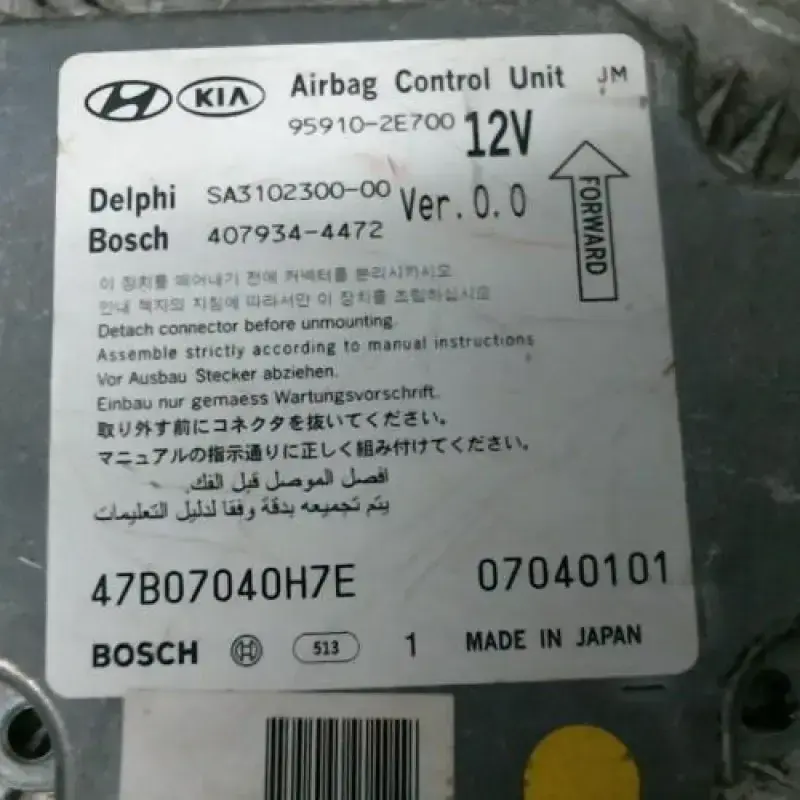 HYUNDAI KIA Airbag Control Unit JM
95910-2E700 12V
Delphi SA3102300-00 Ver.0.0
Bosch 407934-4472
FORWARD
이 장치를 떼어내기 전에 커넥터를 분리시키시오
안내 책자의 지침에 따라서만 이 장치를 조립하십시오
Detach connector before unmounting.
Assemble strictly according to manual instructions
Vor Ausbau Stecker abziehen.
Einbau nur gemaess Wartungsvorschrift.
取り外す前にコネクタを抜いてください。
マニュアルの指示通りに正しく組み付けてください。
افصل الموصل قبل الفك.
يتم تجميعه بدقة وفقا لدليل التعليمات
47B07040H7E 07040101
BOSCH 513 1 MADE IN JAPAN